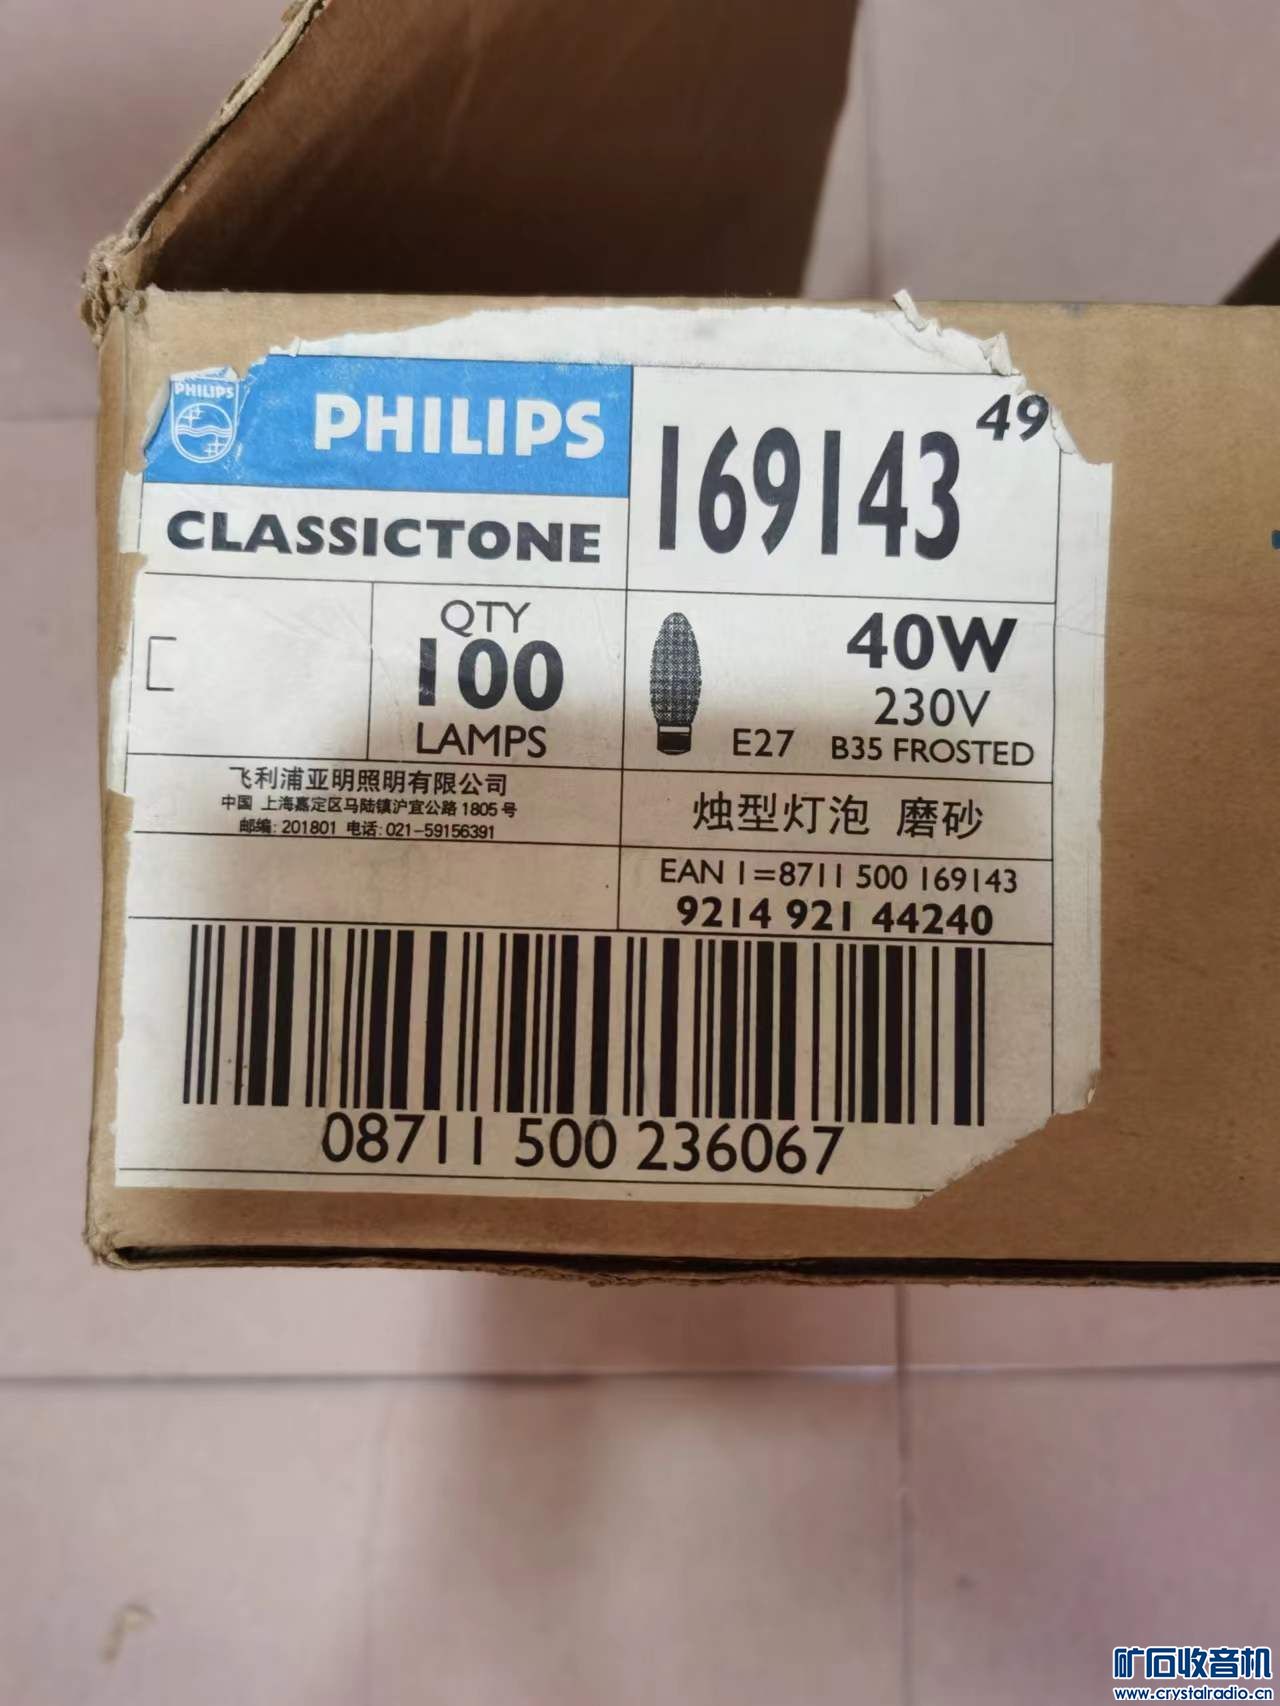 PHILIPS
PHILIPS
169143 49
CLASSICTONE
QTY
100
LAMPS
40W
230V
E27 B35 FROSTED
飞利浦亚明照明有限公司
中国 上海嘉定区马陆镇沪宜公路 1805 号
邮编: 201801 电话: 021-59156391
烛型灯泡 磨砂
EAN 1=8711 500 169143
9214 921 44240
08711 500 236067
矿石收音机
www.crystalradio.cn